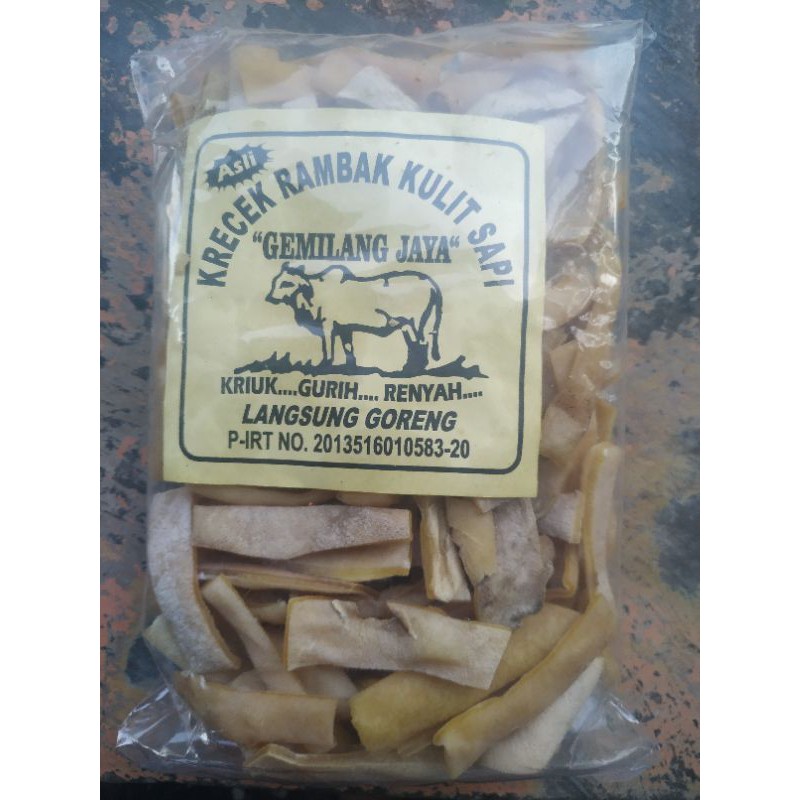 Asli
KRECEK RAMBAK KULIT SAPI
"GEMILANG JAYA"
KRIUK....GURIH.... RENYAH....
LANGSUNG GORENG
P-IRT NO. 2013516010583-20